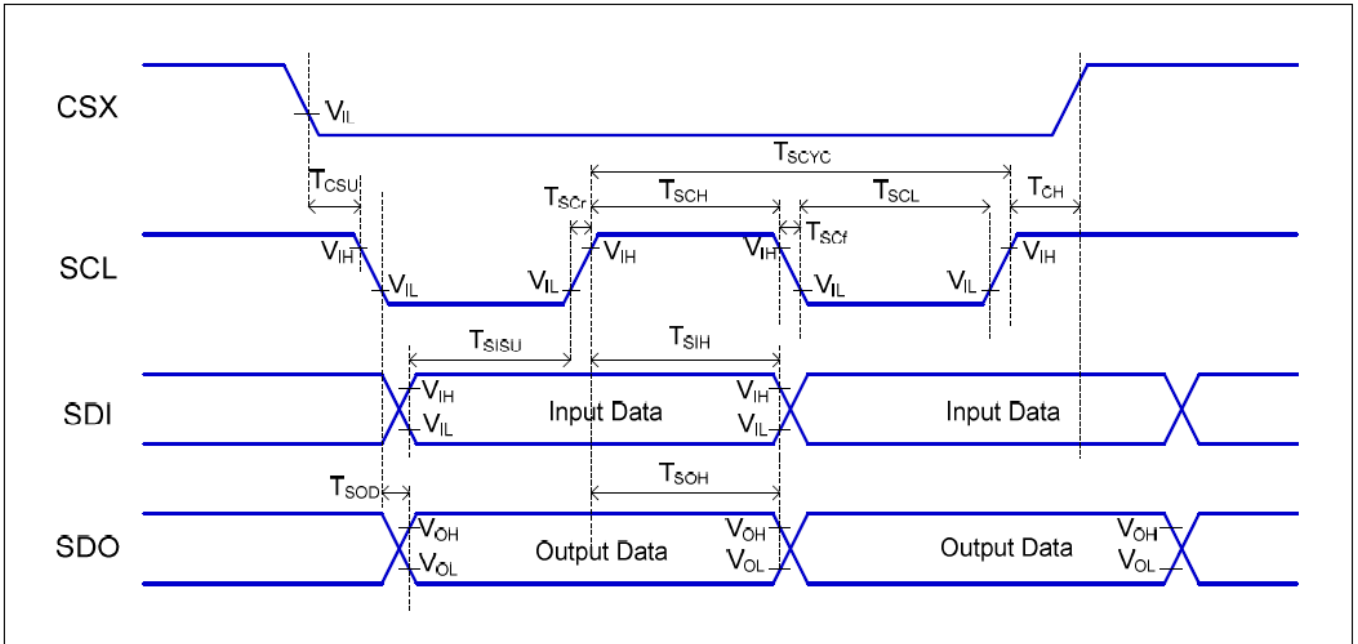 CSX
V_IL
T_SCYC
T_CSU
T_SCr
T_SCH
T_SCL
T_CH
T_SCf
SCL
V_IH
V_IL
V_IL
V_IH
V_IH
V_IL
V_IL
V_IH
T_SISU
T_SIH
SDI
V_IH
V_IL
Input Data
V_IH
V_IL
Input Data
T_SOD
T_SOH
SDO
V_OH
V_OL
Output Data
V_OH
V_OL
Output Data
V_OH
V_OL